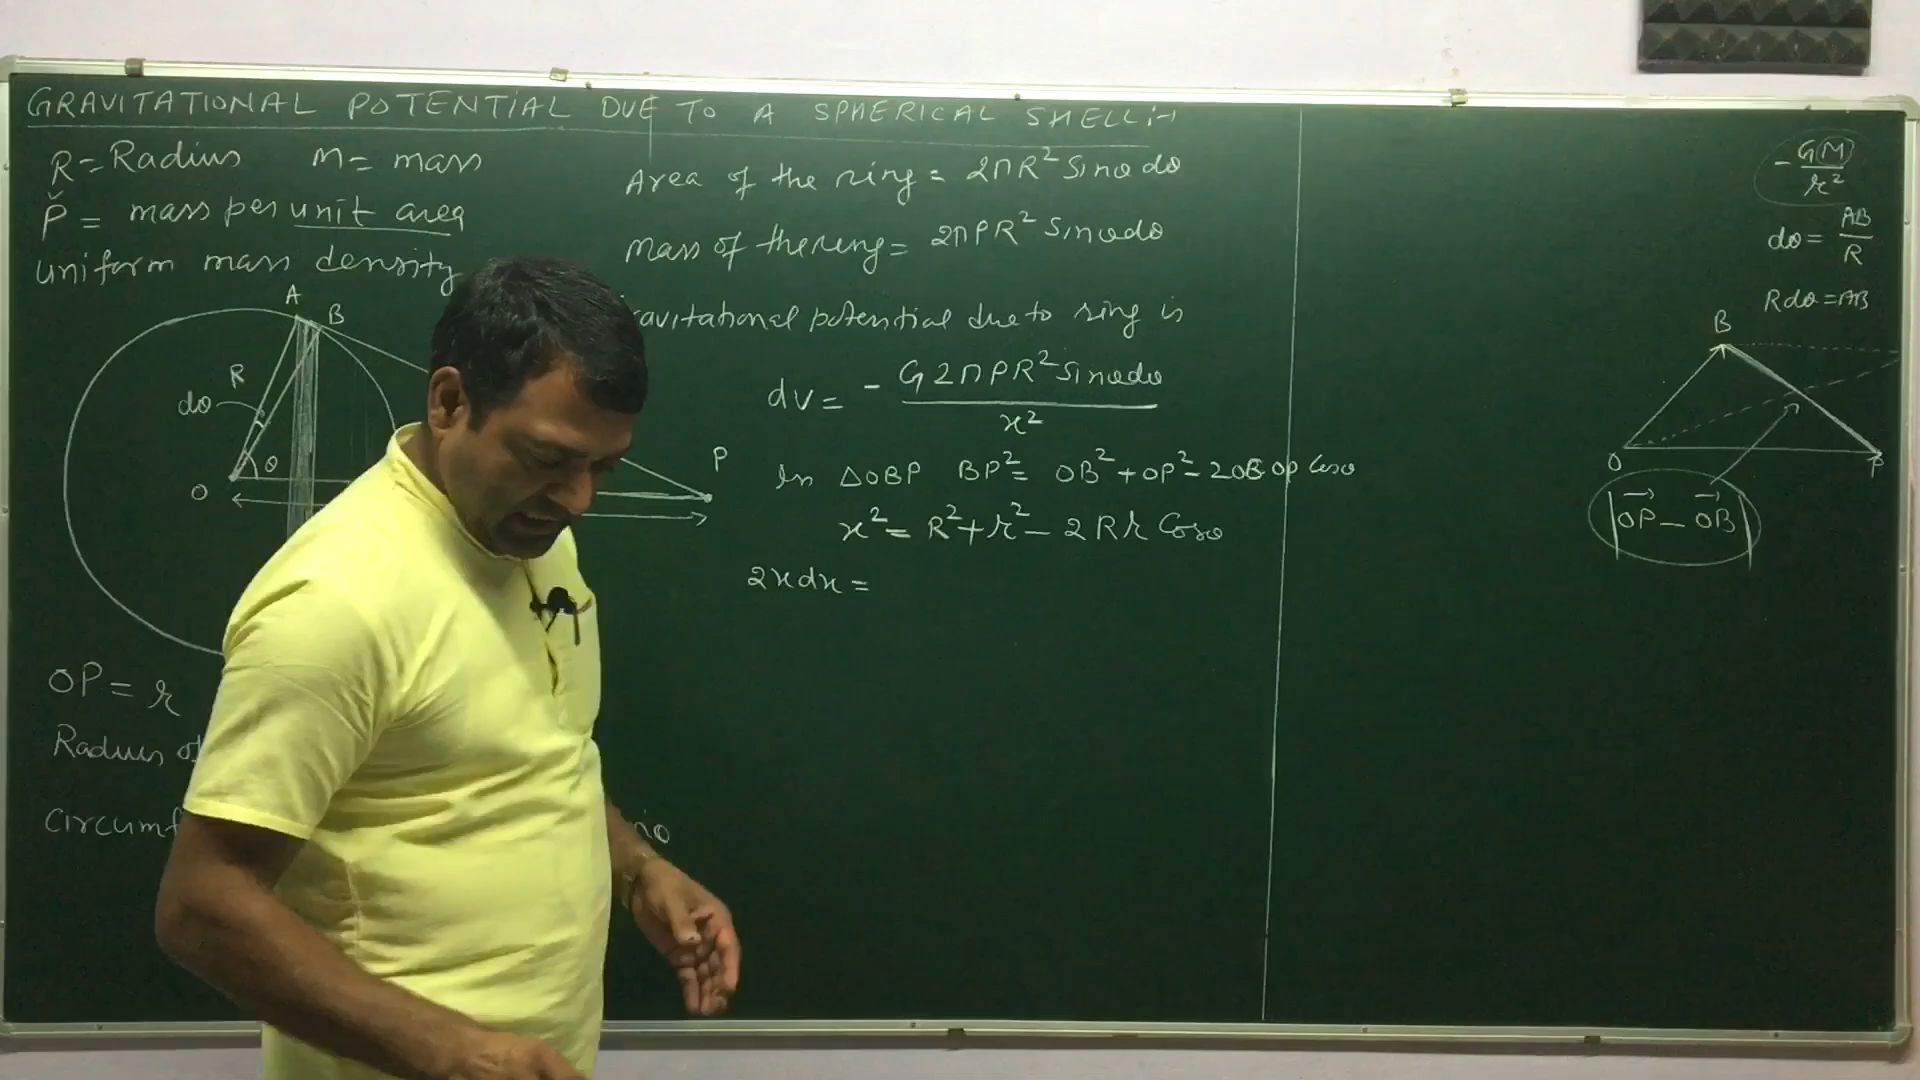 GRAVITATIONAL POTENTIAL DUE TO A SPHERICAL SHELL:-
R = Radius M = mass
ρ = mass per unit area
uniform mass density
A
B
R
dθ
θ
O
P
OP = r
Radius of
circumf
Area of the ring = 2πR² Sinθ dθ
Mass of the ring = 2πρR² Sinθdθ
ravitational potential due to ring is
dv = - G2πρR² Sinθdθ / x²
In △OBP BP² = OB² + OP² - 2OB OP Cosθ
x² = R² + r² - 2Rr Cosθ
2xdx =
- GM / r²
dθ = AB / R
Rdθ = AB
B
O
P
|OP⃗ - OB⃗|